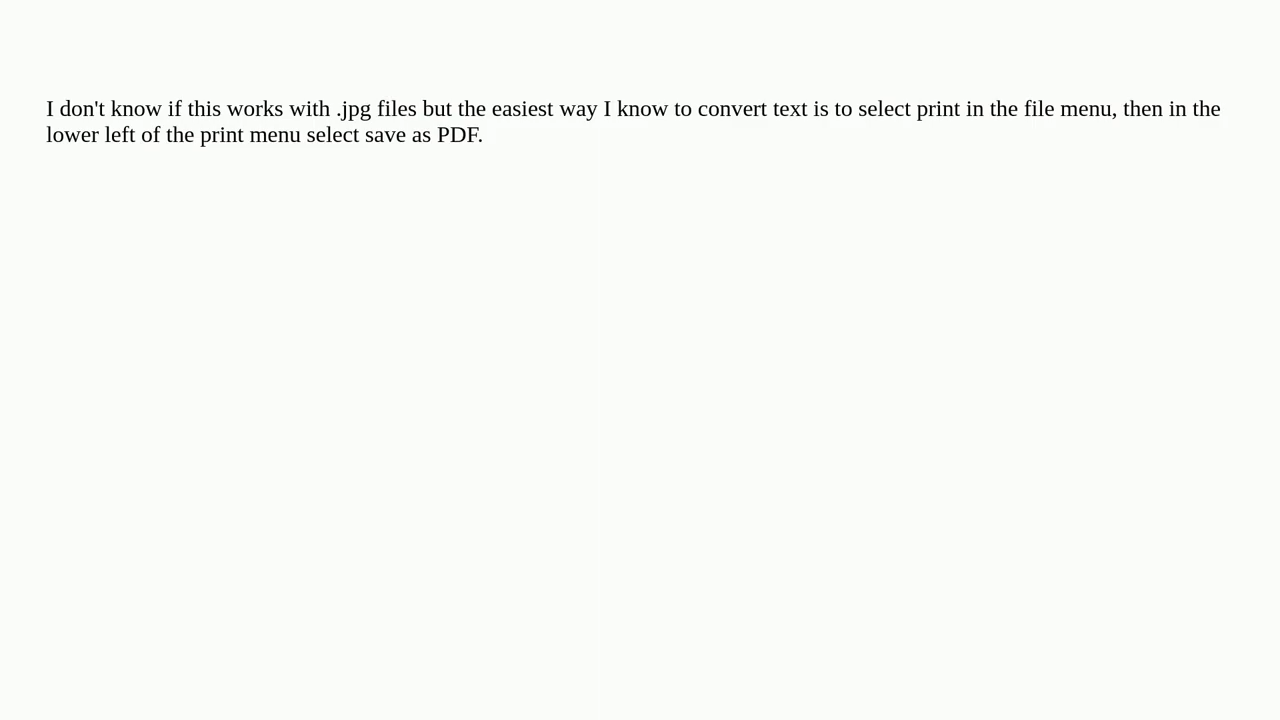 I don't know if this works with .jpg files but the easiest way I know to convert text is to select print in the file menu, then in the
lower left of the print menu select save as PDF.